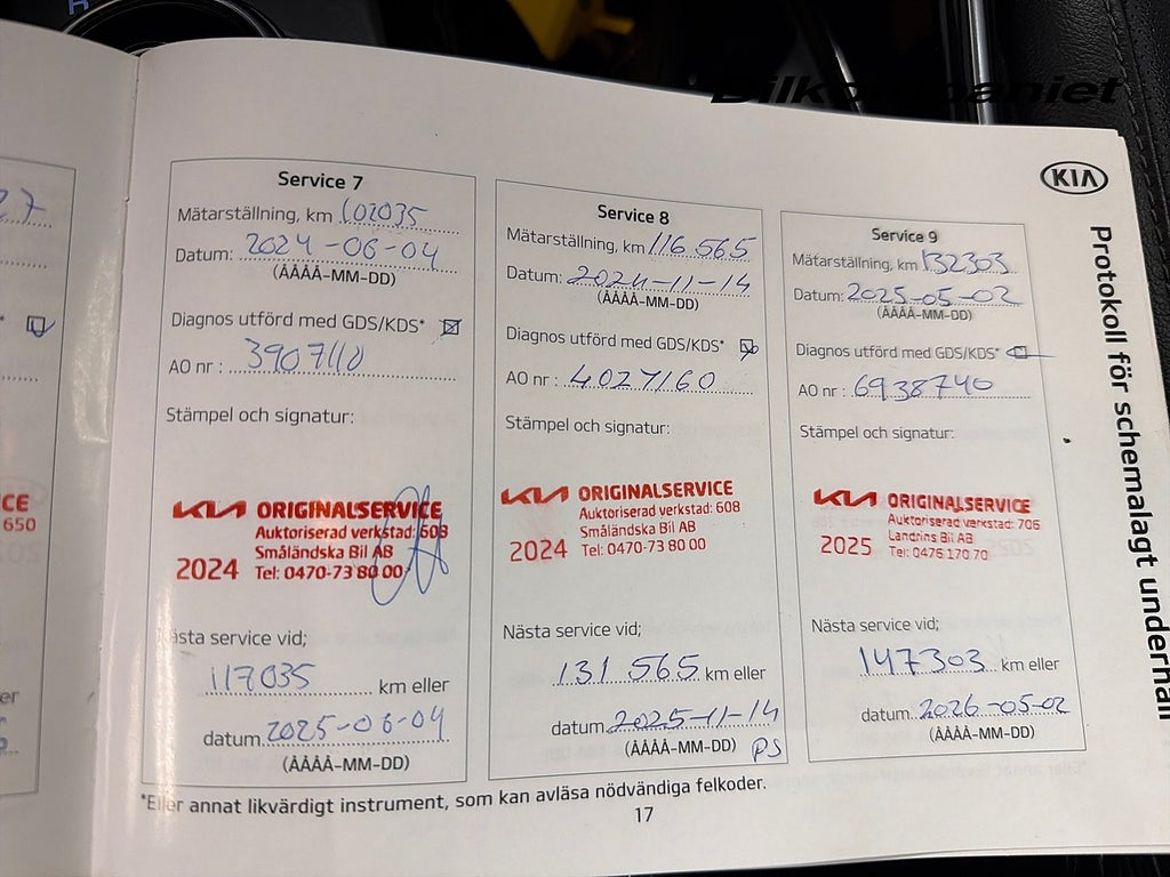 Bilkompaniet
27
CE
650
er
Service 7
Mätarställning, km 102035
Datum: 2024-06-04
(ÅÅÅÅ-MM-DD)
Diagnos utförd med GDS/KDS*
AO nr : 3907110
Stämpel och signatur:
KIA ORIGINALSERVICE
Auktoriserad verkstad: 608
Småländska Bil AB
2024 Tel: 0470-73 80 00
Nästa service vid;
117035 km eller
datum 2025-06-04
(ÅÅÅÅ-MM-DD)
Service 8
Mätarställning, km 116 565
Datum: 2024-11-14
(ÅÅÅÅ-MM-DD)
Diagnos utförd med GDS/KDS*
AO nr : 4027160
Stämpel och signatur:
KIA ORIGINALSERVICE
Auktoriserad verkstad: 608
Småländska Bil AB
2024 Tel: 0470-73 80 00
Nästa service vid;
131 565 km eller
datum 2025-11-14
(ÅÅÅÅ-MM-DD) PS
Service 9
Mätarställning, km 132303
Datum: 2025-05-02
(ÅÅÅÅ-MM-DD)
Diagnos utförd med GDS/KDS*
AO nr : 6938740
Stämpel och signatur:
KIA ORIGINALSERVICE
Auktoriserad verkstad: 706
Landrins Bil AB
2025 Tel: 0476 170 70
Nästa service vid;
147303 km eller
datum 2026-05-02
(ÅÅÅÅ-MM-DD)
KIA
Protokoll för schemalagt underhåll
*Eller annat likvärdigt instrument, som kan avläsa nödvändiga felkoder.
17